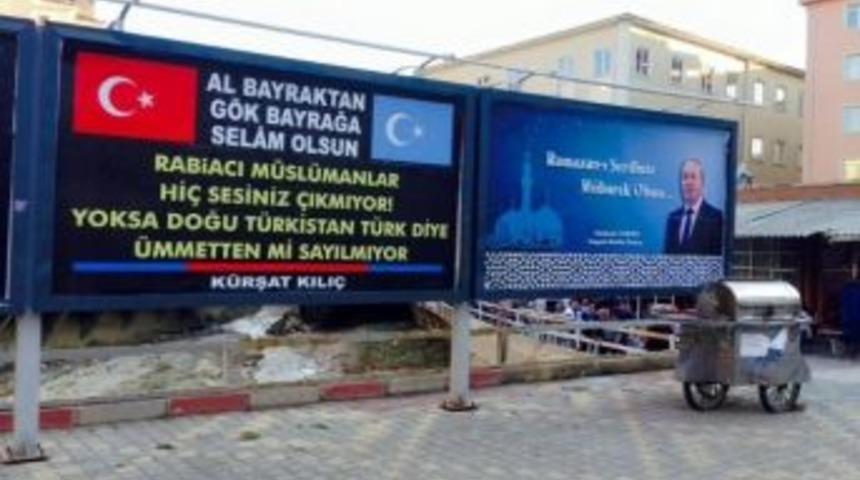 AL BAYRAKTAN
GÖK BAYRAĞA
SELÂM OLSUN
RABİACI MÜSLÜMANLAR
HİÇ SESİNİZ ÇIKMIYOR!
YOKSA DOĞU TÜRKİSTAN TÜRK DİYE
ÜMMETTEN Mİ SAYILMIYOR
KÜRŞAT KILIÇ
Ramazan-ı Şerifiniz
Mübarek Olsun...